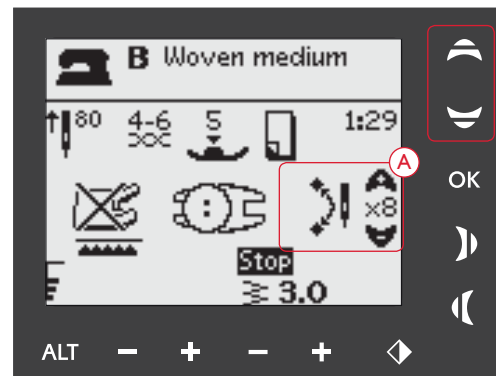 B Woven medium
80 4-6 5 1:29
A
×8
OK
Stop
3.0
ALT − + − +